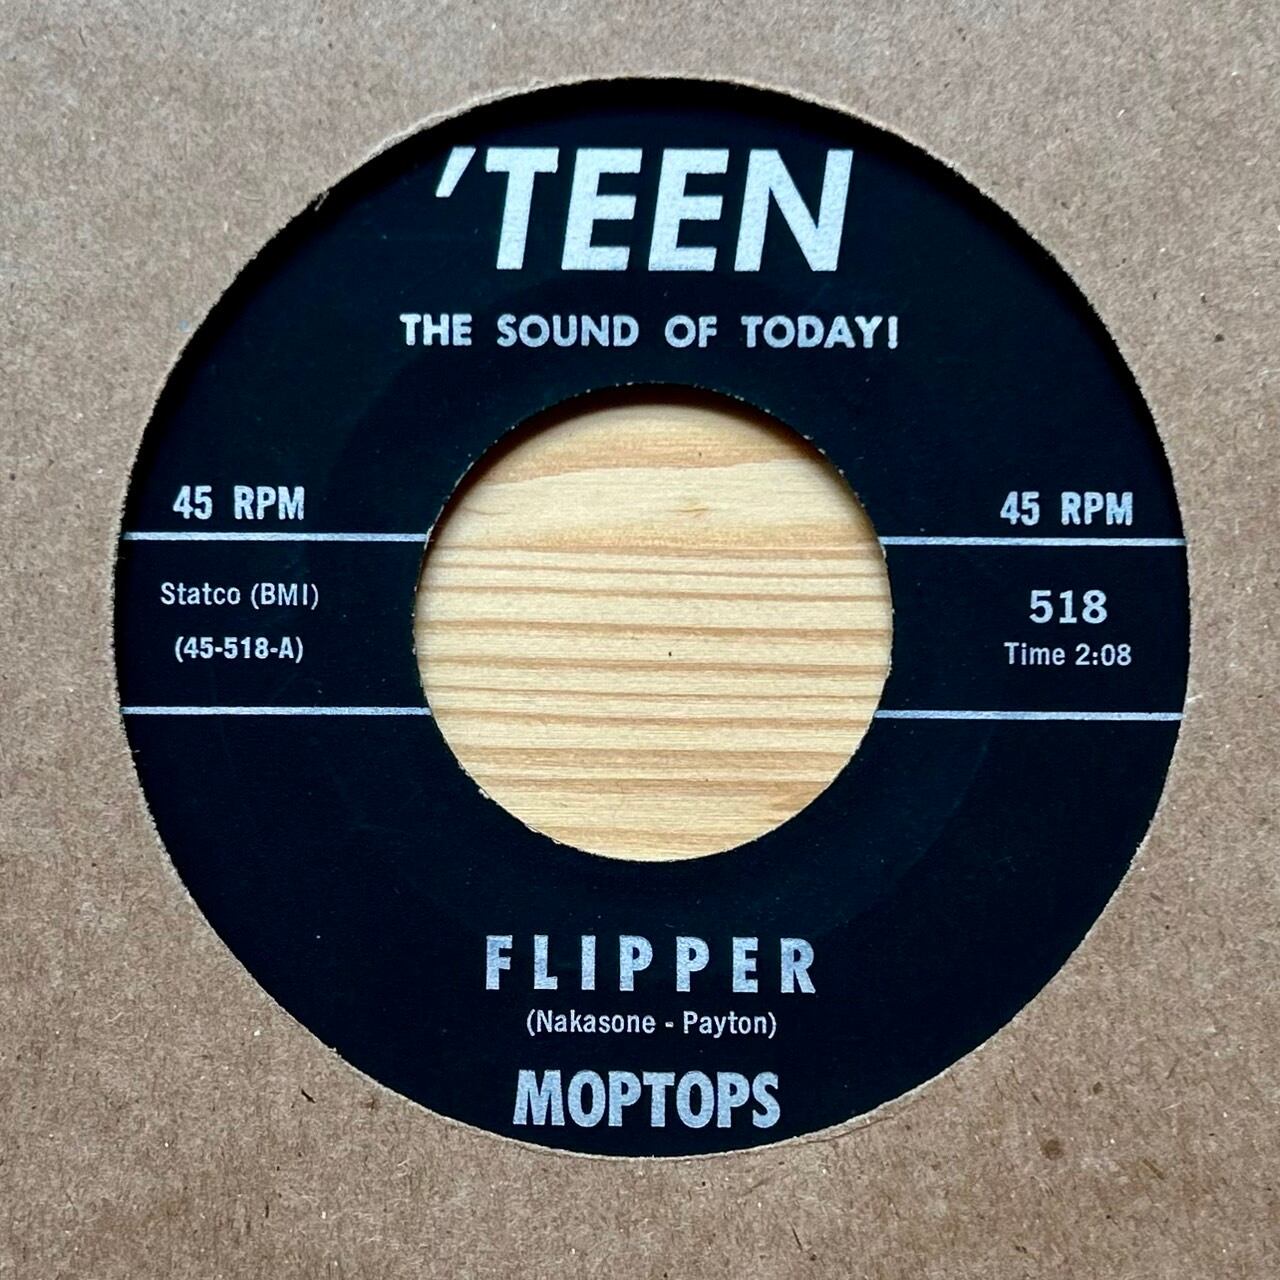 'TEEN
THE SOUND OF TODAY!
45 RPM
45 RPM
Statco (BMI)
(45-518-A)
518
Time 2:08
FLIPPER
(Nakasone - Payton)
MOPTOPS